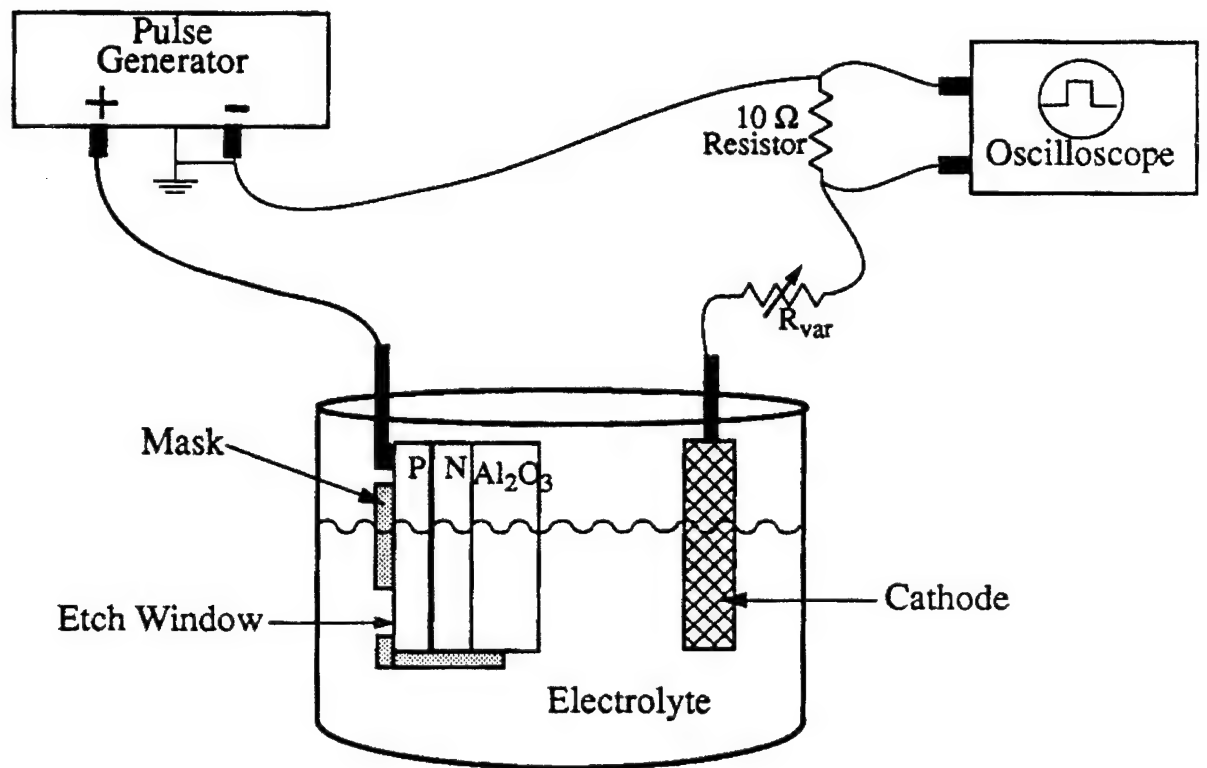 Pulse
Generator
+ -
10 Ω
Resistor
Oscilloscope
R_var
Mask
P N Al₂O₃
Etch Window
Cathode
Electrolyte